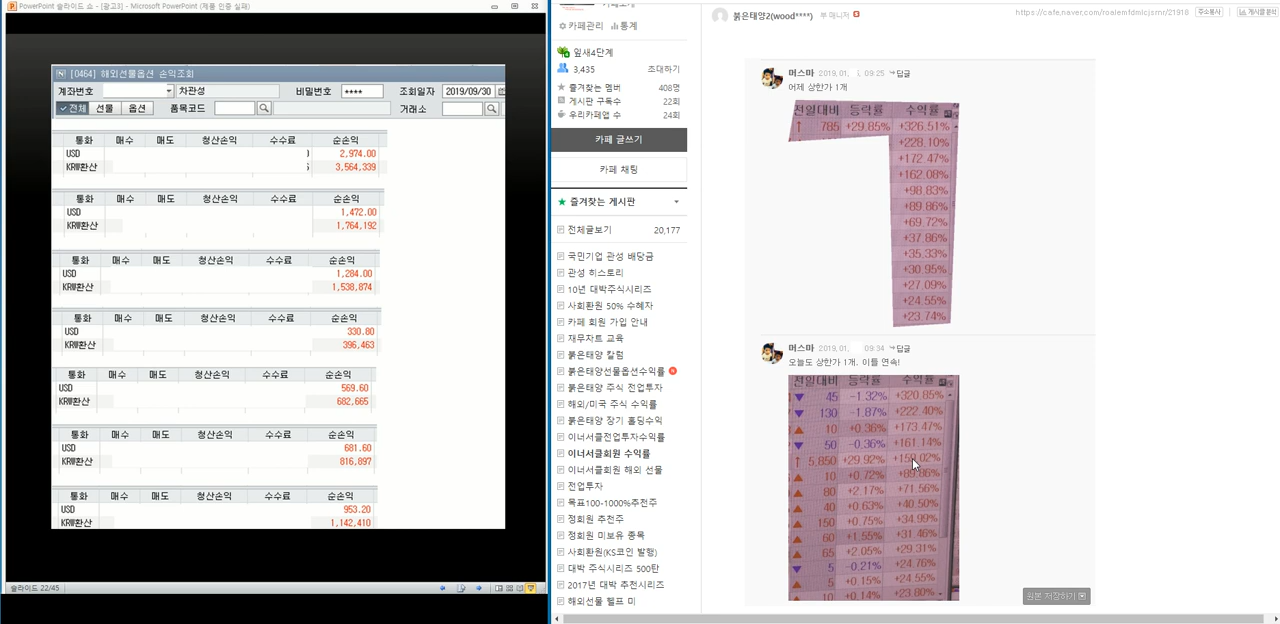 PowerPoint 슬라이드 쇼 - [광고3] - Microsoft PowerPoint (제품 인증 실패)
[0464] 해외선물옵션 손익조회
계좌번호 차관성 비밀번호 **** 조회일자 2019/09/30
전체 선물 옵션 품목코드 거래소
통화 매수 매도 청산손익 수수료 순손익
USD 2,974.00
KRW환산 3,564,339
통화 매수 매도 청산손익 수수료 순손익
USD 1,472.00
KRW환산 1,764,192
통화 매수 매도 청산손익 수수료 순손익
USD 1,284.00
KRW환산 1,538,874
통화 매수 매도 청산손익 수수료 순손익
USD 330.80
KRW환산 396,463
통화 매수 매도 청산손익 수수료 순손익
USD 569.60
KRW환산 682,665
통화 매수 매도 청산손익 수수료 순손익
USD 681.60
KRW환산 816,897
통화 매수 매도 청산손익 수수료 순손익
USD 953.20
KRW환산 1,142,410
슬라이드 22/45
카페관리 통계
잎새4단계
3,435 초대하기
즐겨찾는 멤버 408명
게시판 구독수 22회
우리카페앱 수 24회
카페 글쓰기
카페 채팅
즐겨찾는 게시판
전체글보기 20,177
국민기업 관성 배당금
관성 히스토리
10년 대박주식시리즈
사회환원 50% 수혜자
카페 회원 가입 안내
재무차트 교육
붉은태양 칼럼
붉은태양선물옵션수익률
붉은태양 주식 전업투자
해외/미국 주식 수익률
붉은태양 장기 홀딩수익
이너서클전업투자수익률
이너서클회원 수익률
이너서클회원 해외 선물
전업투자
목표100-1000%추천주
정회원 추천주
정회원 미보유 종목
사회환원(KS코인 발행)
대박 주식시리즈 500탄
2017년 대박 추천시리즈
해외선물 헬프 미
붉은태양2(wood****) 부매니저
https://cafe.naver.com/roalemfdmlcjsrnr/21916 주소복사 게시글 분석
머스마 2019,01, 09:25 답글
어제 상한가 1개
전일대비 등락률 수익률
785 +29.85% +326.51%
+228.10%
+172.47%
+162.08%
+98.83%
+89.86%
+69.72%
+37.86%
+35.33%
+30.95%
+27.09%
+24.55%
+23.74%
머스마 2019,01, 09:34 답글
오늘도 상한가 1개. 이틀 연속!
전일대비 등락률 수익률
▼ 45 -1.32% +320.85%
▼ 130 -1.87% +222.40%
▲ 10 +0.36% +173.47%
▼ 50 -0.36% +161.14%
↑ 5,850 +29.92%
▲ 10 +0.72% +89.86%
▲ 80 +2.17% +71.56%
▲ 40 +0.63% +40.50%
▲ 150 +0.75% +34.99%
▲ 60 +1.55% +31.46%
▲ 65 +2.05% +29.31%
▼ 5 -0.21% +24.76%
▲ 5 +0.15% +24.55%
▲ 10 +0.14% +23.80%
원본 저장하기